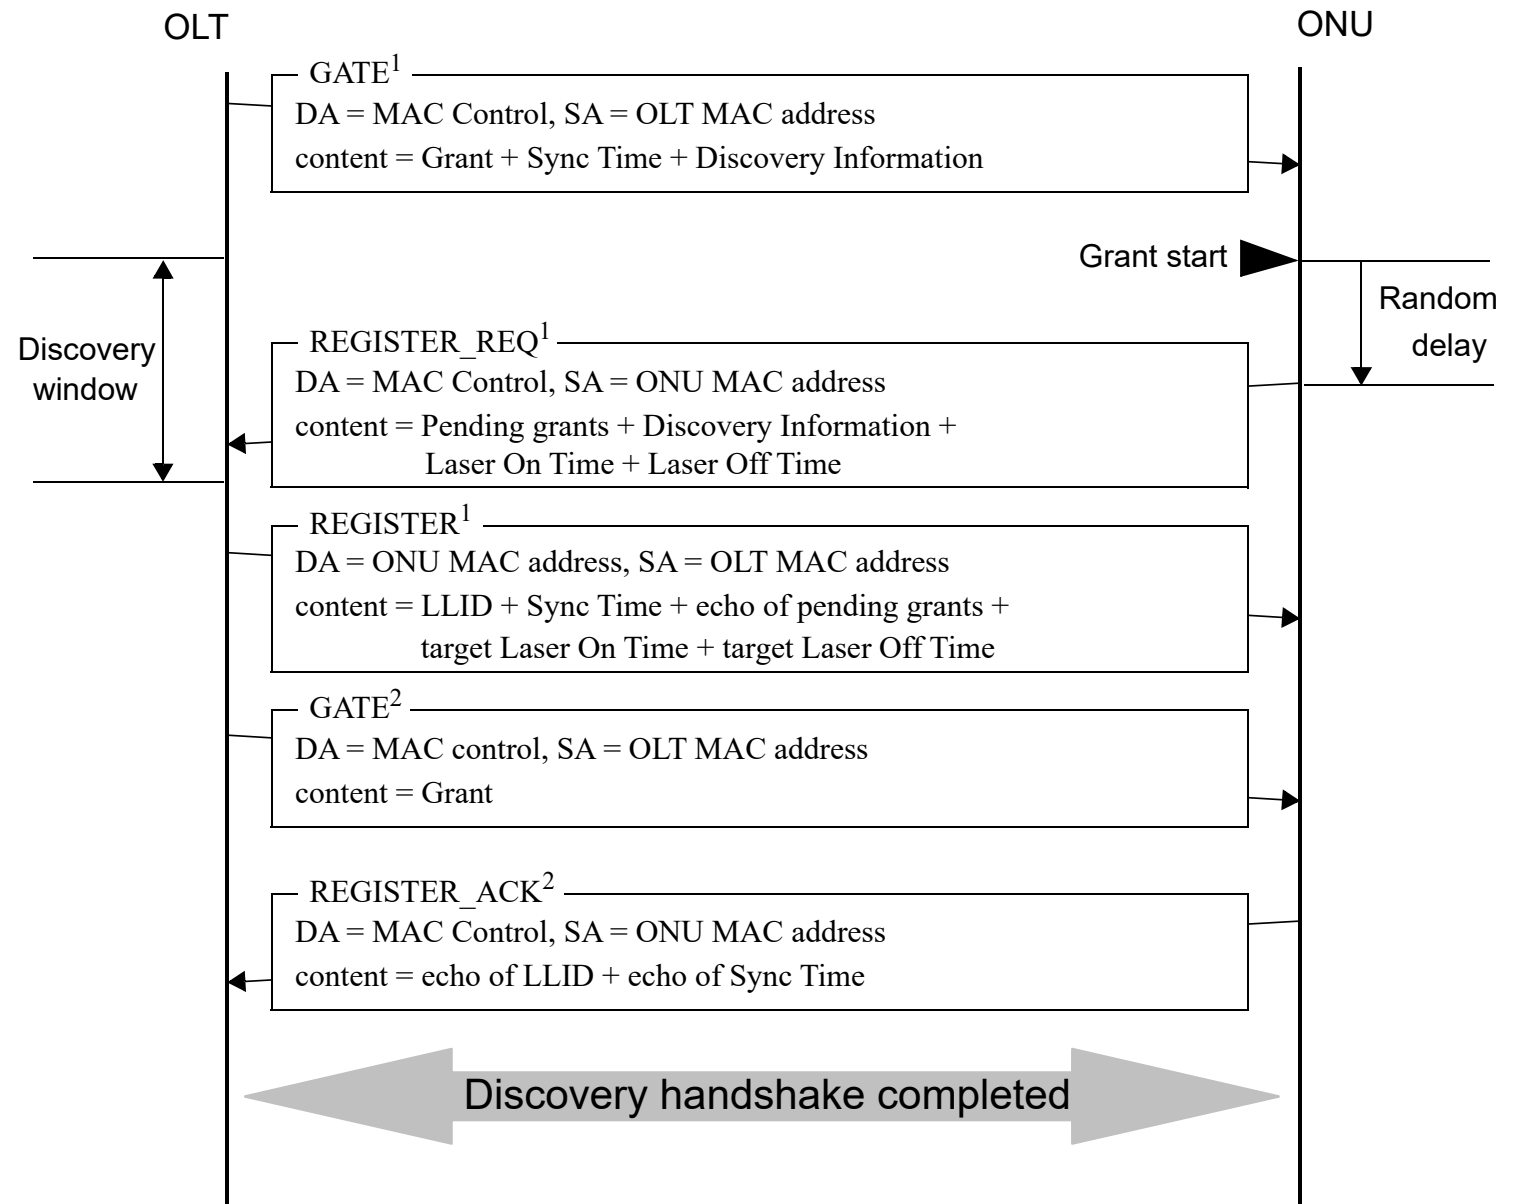 OLT
ONU
GATE1
DA = MAC Control, SA = OLT MAC address
content = Grant + Sync Time + Discovery Information
Grant start
Random
delay
Discovery
window
REGISTER_REQ1
DA = MAC Control, SA = ONU MAC address
content = Pending grants + Discovery Information +
Laser On Time + Laser Off Time
REGISTER1
DA = ONU MAC address, SA = OLT MAC address
content = LLID + Sync Time + echo of pending grants +
target Laser On Time + target Laser Off Time
GATE2
DA = MAC control, SA = OLT MAC address
content = Grant
REGISTER_ACK2
DA = MAC Control, SA = ONU MAC address
content = echo of LLID + echo of Sync Time
Discovery handshake completed